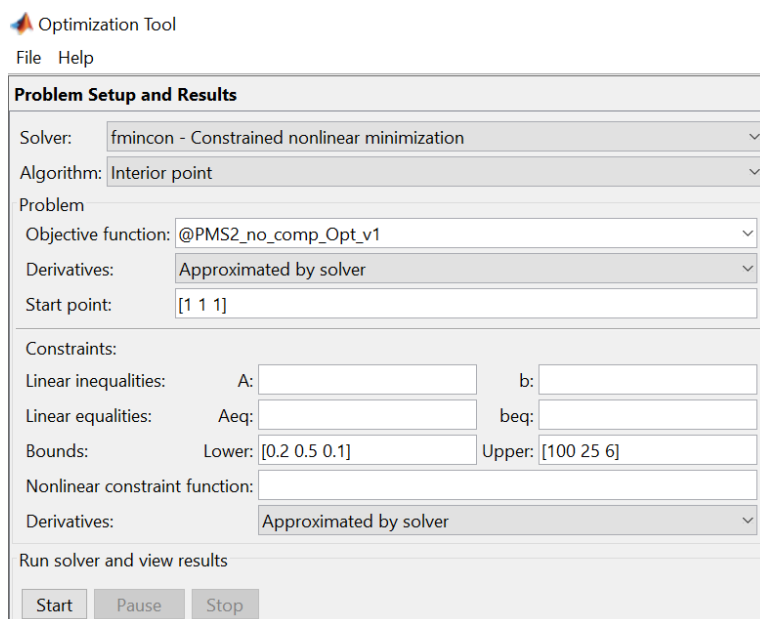 Optimization Tool
File Help
Problem Setup and Results
Solver: fmincon - Constrained nonlinear minimization
Algorithm: Interior point
Problem
Objective function: @PMS2_no_comp_Opt_v1
Derivatives: Approximated by solver
Start point: [1 1 1]
Constraints:
Linear inequalities: A: b:
Linear equalities: Aeq: beq:
Bounds: Lower: [0.2 0.5 0.1] Upper: [100 25 6]
Nonlinear constraint function:
Derivatives: Approximated by solver
Run solver and view results
Start Pause Stop